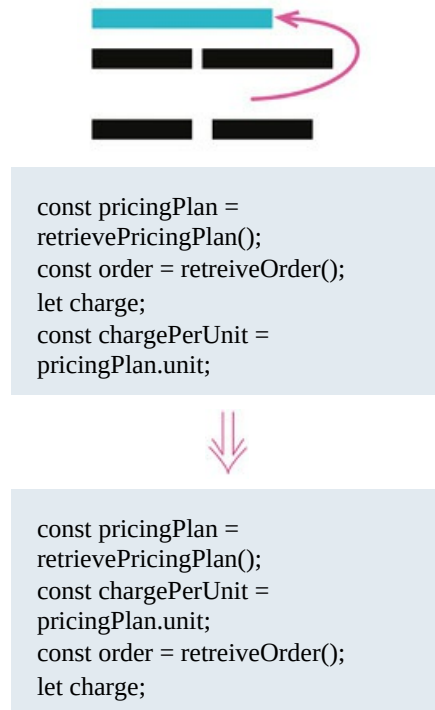 const pricingPlan =
retrievePricingPlan();
const order = retreiveOrder();
let charge;
const chargePerUnit =
pricingPlan.unit;
const pricingPlan =
retrievePricingPlan();
const chargePerUnit =
pricingPlan.unit;
const order = retreiveOrder();
let charge;